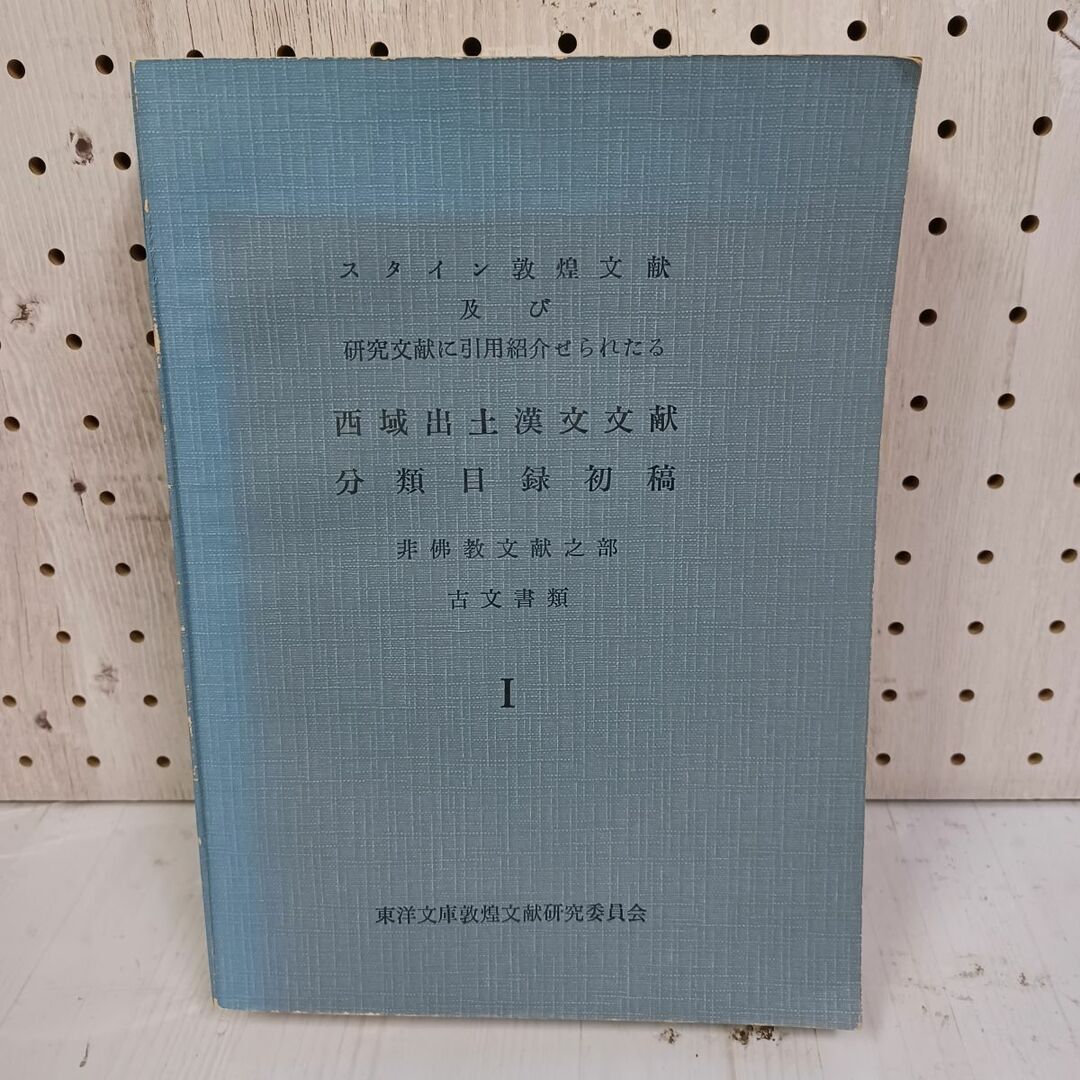 スタイン敦煌文献
及び
研究文献に引用紹介せられたる
西域出土漢文文献
分類目録初稿
非佛教文献之部
古文書類
I
東洋文庫敦煌文献研究委員会